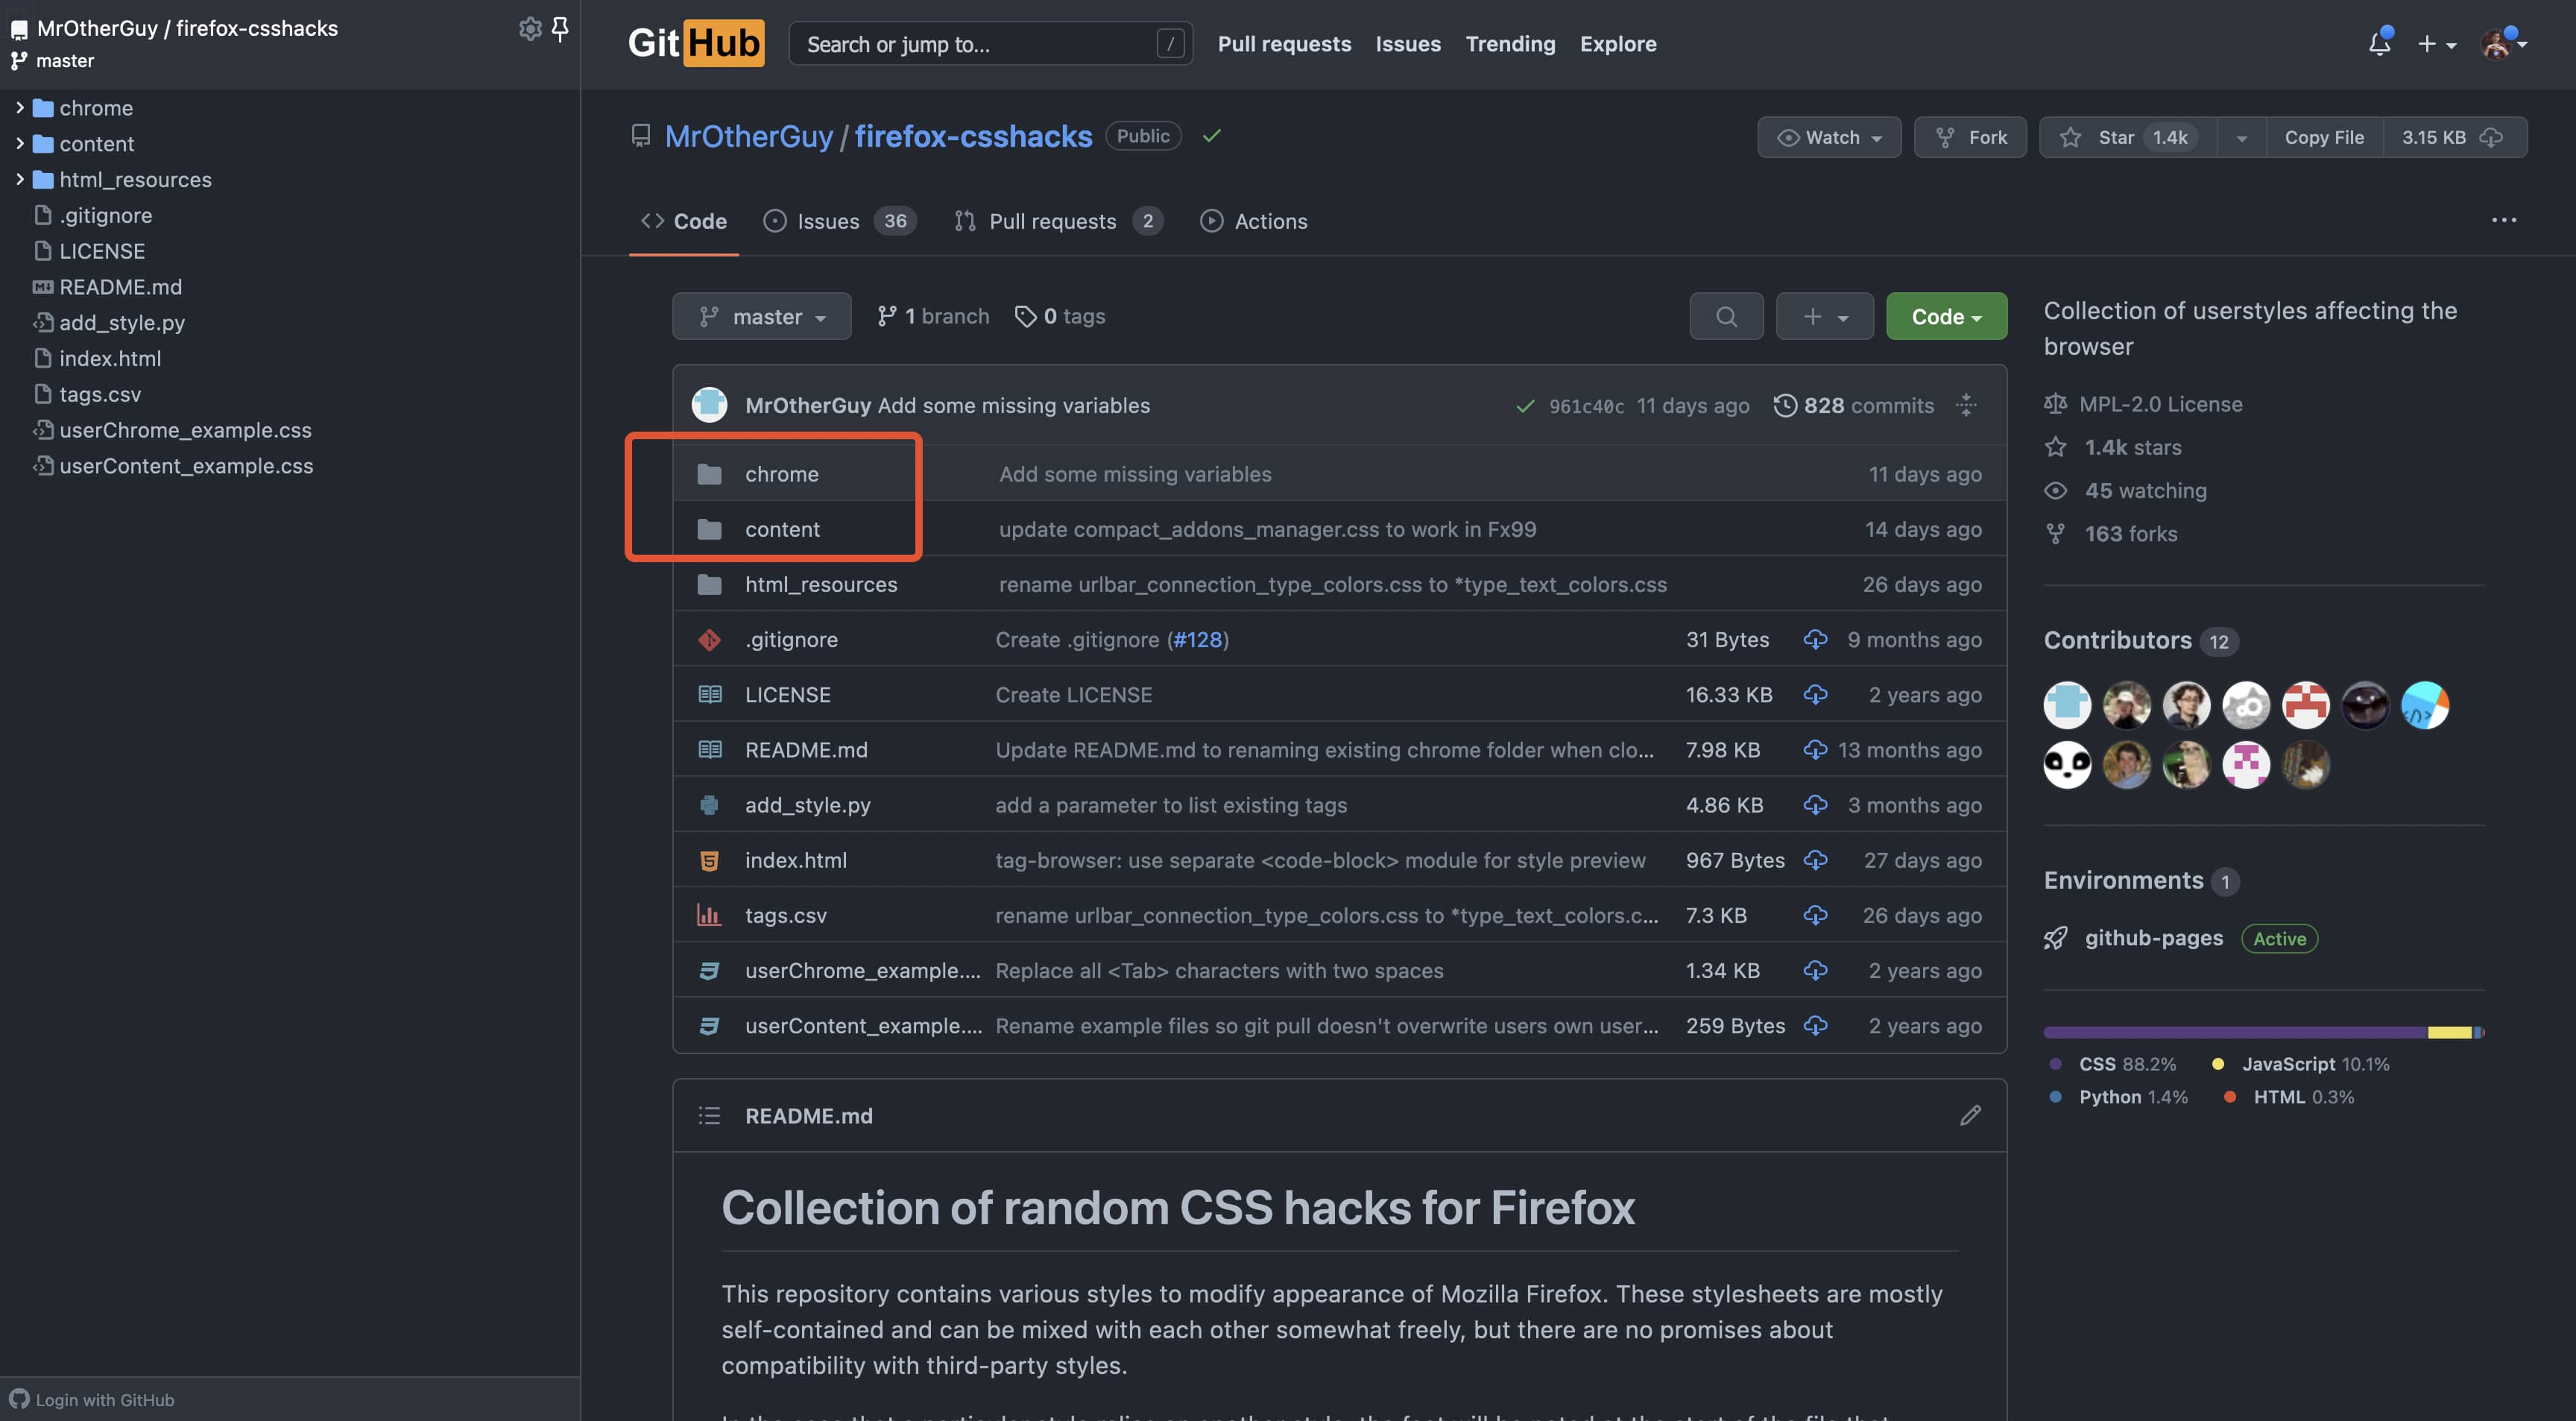 MrOtherGuy / firefox-csshacks
master
chrome
content
html_resources
.gitignore
LICENSE
README.md
add_style.py
index.html
tags.csv
userChrome_example.css
userContent_example.css
Login with GitHub
GitHub
Search or jump to...
/
Pull requests Issues Trending Explore
MrOtherGuy / firefox-csshacks Public
Watch Fork Star 1.4k Copy File 3.15 KB
Code Issues 36 Pull requests 2 Actions
master 1 branch 0 tags
Code
MrOtherGuy Add some missing variables 961c40c 11 days ago 828 commits
chrome Add some missing variables 11 days ago
content update compact_addons_manager.css to work in Fx99 14 days ago
html_resources rename urlbar_connection_type_colors.css to *type_text_colors.css 26 days ago
.gitignore Create .gitignore (#128) 31 Bytes 9 months ago
LICENSE Create LICENSE 16.33 KB 2 years ago
README.md Update README.md to renaming existing chrome folder when clo... 7.98 KB 13 months ago
add_style.py add a parameter to list existing tags 4.86 KB 3 months ago
index.html tag-browser: use separate <code-block> module for style preview 967 Bytes 27 days ago
tags.csv rename urlbar_connection_type_colors.css to *type_text_colors.c... 7.3 KB 26 days ago
userChrome_example.... Replace all <Tab> characters with two spaces 1.34 KB 2 years ago
userContent_example.... Rename example files so git pull doesn't overwrite users own user... 259 Bytes 2 years ago
README.md
Collection of random CSS hacks for Firefox
This repository contains various styles to modify appearance of Mozilla Firefox. These stylesheets are mostly
self-contained and can be mixed with each other somewhat freely, but there are no promises about
compatibility with third-party styles.
Collection of userstyles affecting the
browser
MPL-2.0 License
1.4k stars
45 watching
163 forks
Contributors 12
Environments 1
github-pages Active
CSS 88.2% JavaScript 10.1%
Python 1.4% HTML 0.3%